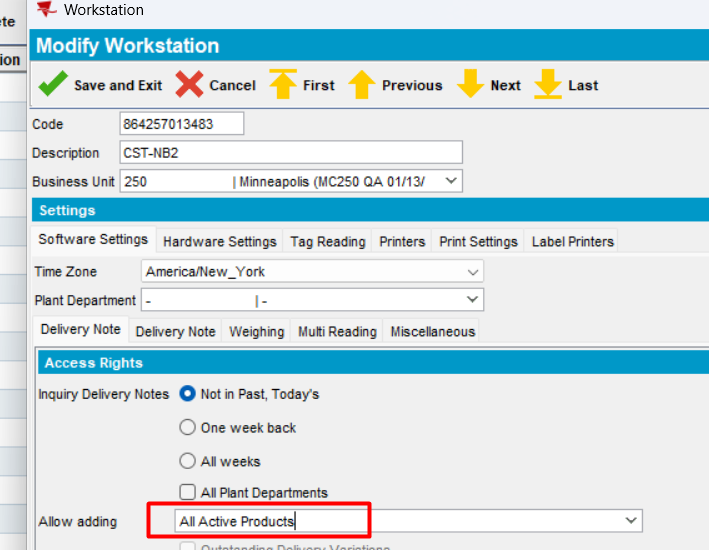 ete
Workstation
ion
Modify Workstation
Save and Exit Cancel First Previous Next Last
Code 864257013483
Description CST-NB2
Business Unit 250 | Minneapolis (MC250 QA 01/13/
Settings
Software Settings Hardware Settings Tag Reading Printers Print Settings Label Printers
Time Zone America/New_York
Plant Department - | -
Delivery Note Delivery Note Weighing Multi Reading Miscellaneous
Access Rights
Inquiry Delivery Notes Not in Past, Today's
One week back
All weeks
All Plant Departments
Allow adding All Active Products
Outstanding Delivery Variations